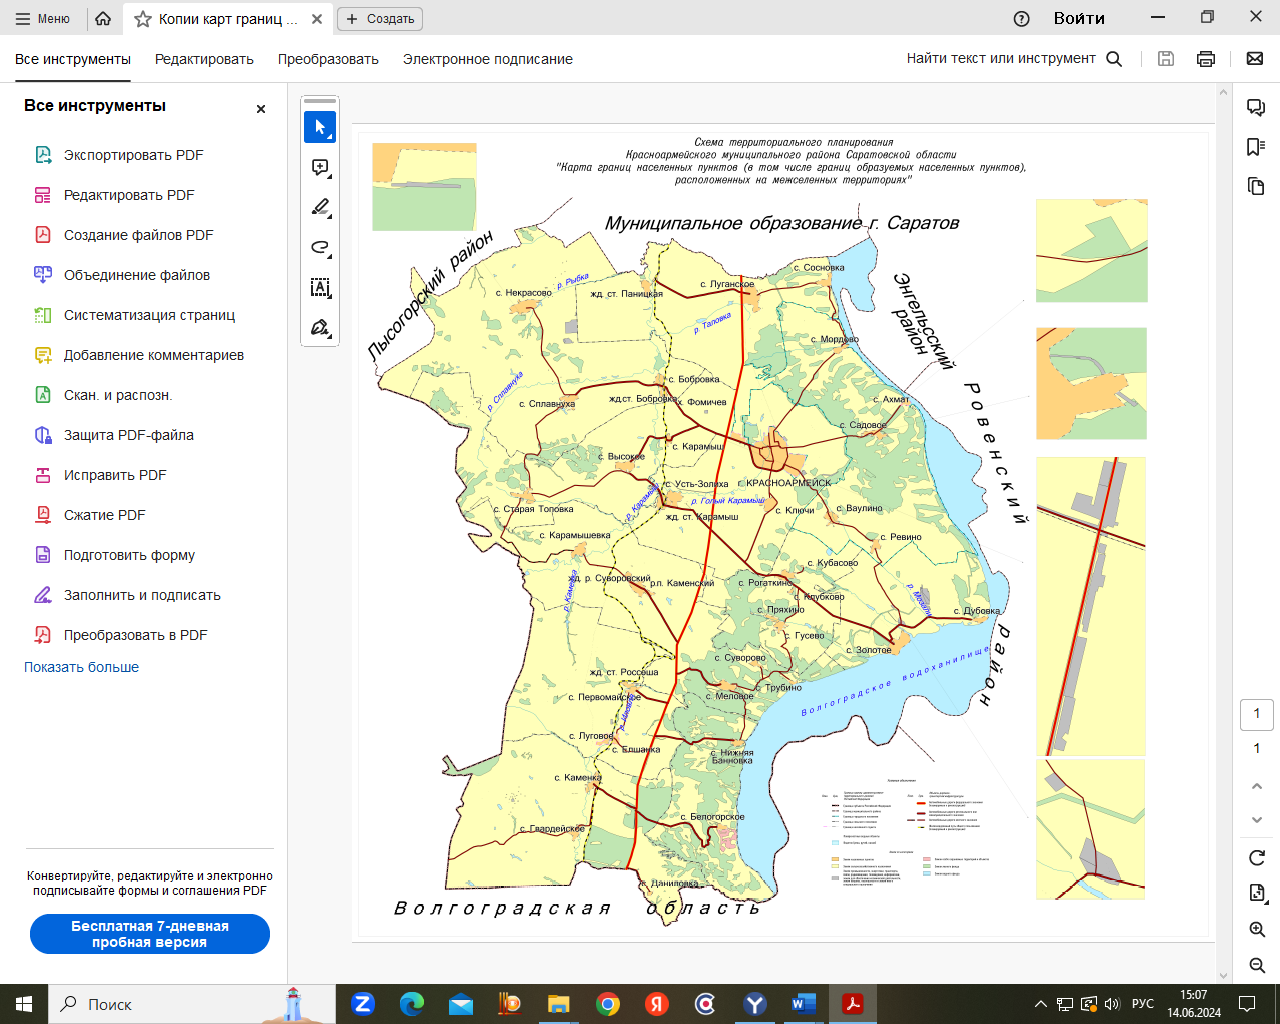 Меню
Копии карт границ ...
Создать
Войти
Все инструменты
Редактировать
Преобразовать
Электронное подписание
Найти текст или инструмент
Все инструменты
Экспортировать PDF
Редактировать PDF
Создание файлов PDF
Объединение файлов
Систематизация страниц
Добавление комментариев
Скан. и распозн.
Защита PDF-файла
Исправить PDF
Сжатие PDF
Подготовить форму
Заполнить и подписать
Преобразовать в PDF
Показать больше
Конвертируйте, редактируйте и электронно
подписывайте формы и соглашения PDF
Бесплатная 7-дневная
пробная версия
Схема территориального планирования
Красноармейского муниципального района Саратовской области
"Карта границ населенных пунктов (в том числе границ образуемых населенных пунктов),
расположенных на межселенных территориях"
Муниципальное образование г. Саратов
Лысогорский район
Энгельсский
район
Ровенский
район
с. Сосновка
р. Рыбка
с. Некрасово
жд. ст. Паницкая
с. Луганское
р. Таловка
с. Мордово
с. Бобровка
р. Сплавнуха
с. Сплавнуха
жд.ст. Бобровка
х. Фомичев
с. Ахмат
с. Садовое
с. Карамыш
с. Высокое
с. Усть-Золиха
г. КРАСНОАРМЕЙСК
р. Карамыш
р. Голый Карамыш
с. Старая Топовка
жд. ст. Карамыш
с. Ключи
с. Ваулино
с. Карамышевка
с. Ревино
с. Кубасово
жд. р. Суворовский
р.п. Каменский
с. Рогаткино
р. Каменка
с. Клубково
с. Пряхино
с. Дубовка
с. Гусево
с. Золотое
с. Суворово
жд. ст. Россоша
с. Трубино
с. Первомайское
с. Меловое
Волгоградское водохранилище
с. Луговое
с. Елшанка
с. Нижняя
Банновка
с. Каменка
с. Белогорское
с. Гвардейское
с. Даниловка
Волгоградская область
1
1
Поиск
РУС
15:07
14.06.2024